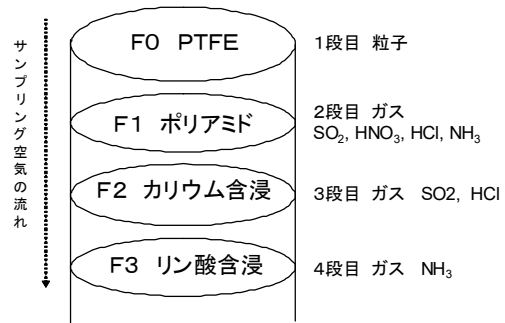 サンプリング空気の流れ
F0 PTFE
1段目 粒子
F1 ポリアミド
2段目 ガス
SO2, HNO3, HCl, NH3
F2 カリウム含浸
3段目 ガス SO2, HCl
F3 リン酸含浸
4段目 ガス NH3